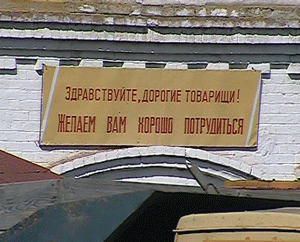 ЗДРАВСТВУЙТЕ, ДОРОГИЕ ТОВАРИЩИ!
ЖЕЛАЕМ ВАМ ХОРОШО ПОТРУДИТЬСЯ